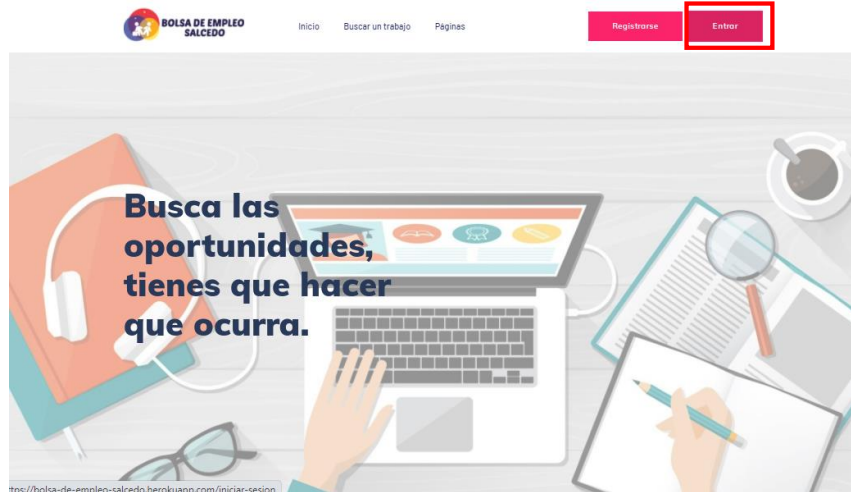 BOLSA DE EMPLEO
SALCEDO
Inicio Buscar un trabajo Páginas
Registrarse Entrar
Busca las
oportunidades,
tienes que hacer
que ocurra.
ttps://bolsa-de-empleo-salcedo.herokuapp.com/iniciar-sesion